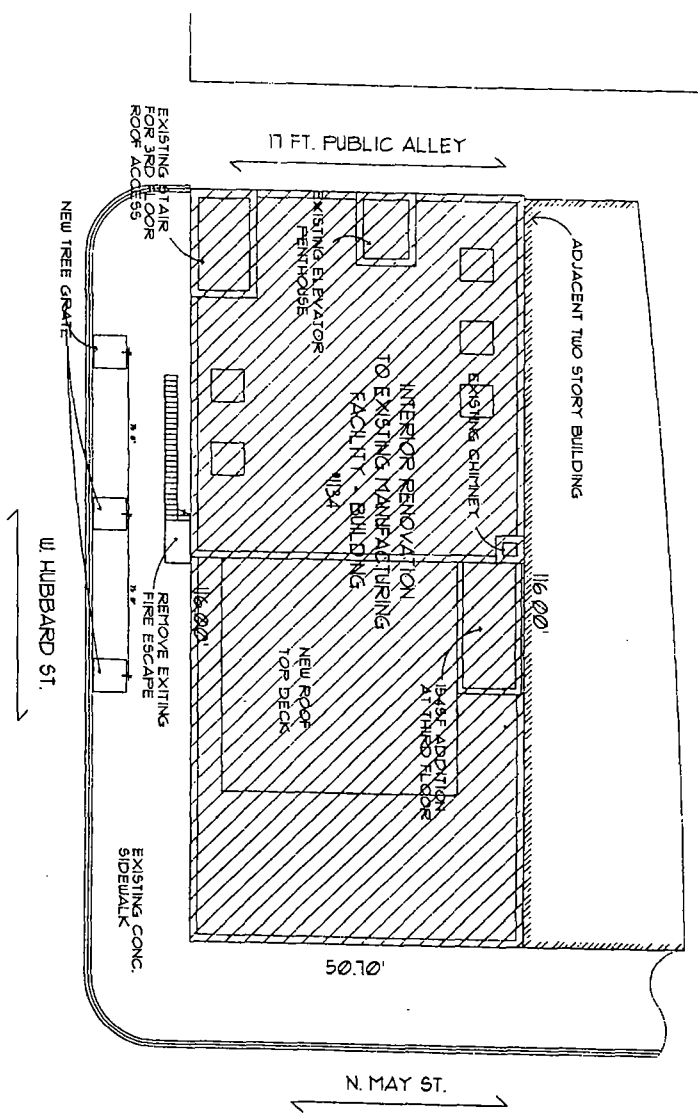 17 FT. PUBLIC ALLEY
EXISTING STAIR
FOR 3RD FLOOR
ROOF ACCESS
EXISTING ELEVATOR
PENTHOUSE
ADJACENT TWO STORY BUILDING
NEW TREE GRATE
INTERIOR RENOVATION
TO EXISTING MANUFACTURING
FACILITY - BUILDING
#1134
EXISTING CHIMNEY
W. HUBBARD ST.
REMOVE EXITING
FIRE ESCAPE
116.00'
116.00'
NEW ROOF
TOP DECK
154SF ADDITION
AT THIRD FLOOR
EXISTING CONC.
SIDEWALK
50.70'
N. MAY ST.